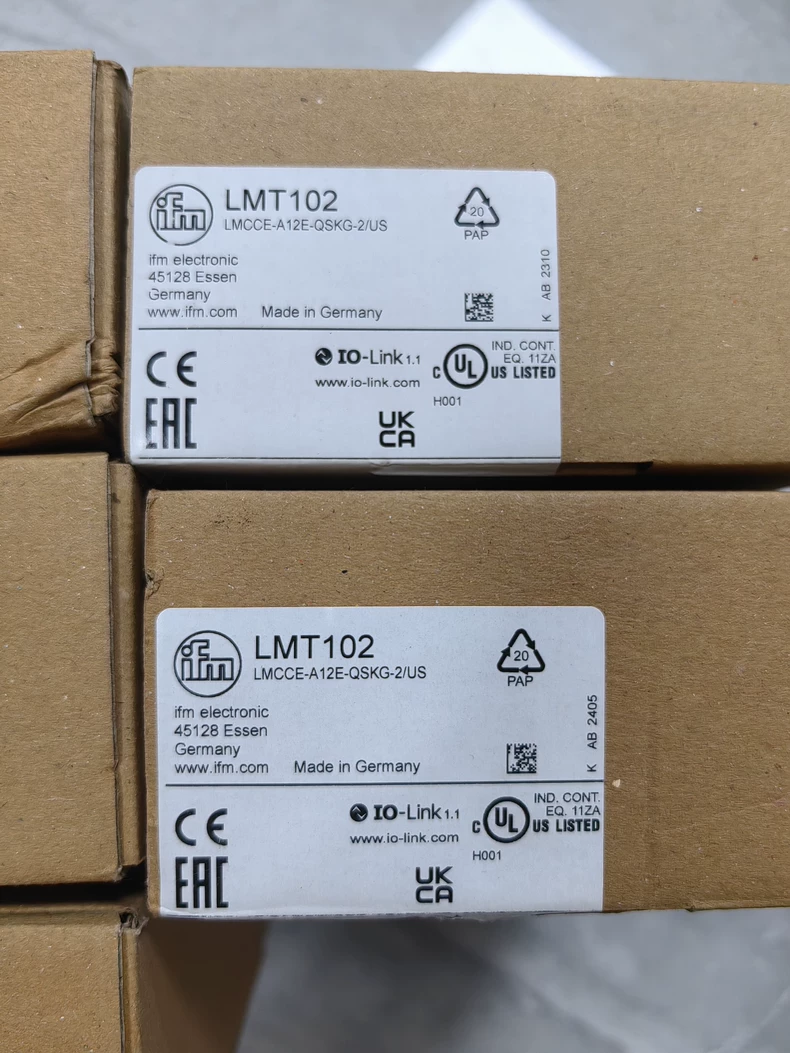 ifm
LMT102
LMCCE-A12E-QSKG-2/US
20
PAP
ifm electronic
45128 Essen
Germany
www.ifm.com
Made in Germany
K AB 2310
CE
IO-Link 1.1
www.io-link.com
C UL US LISTED
IND. CONT.
EQ. 11ZA
H001
EAC
UK
CA
ifm
LMT102
LMCCE-A12E-QSKG-2/US
20
PAP
ifm electronic
45128 Essen
Germany
www.ifm.com
Made in Germany
K AB 2405
CE
IO-Link 1.1
www.io-link.com
C UL US LISTED
IND. CONT.
EQ. 11ZA
H001
EAC
UK
CA